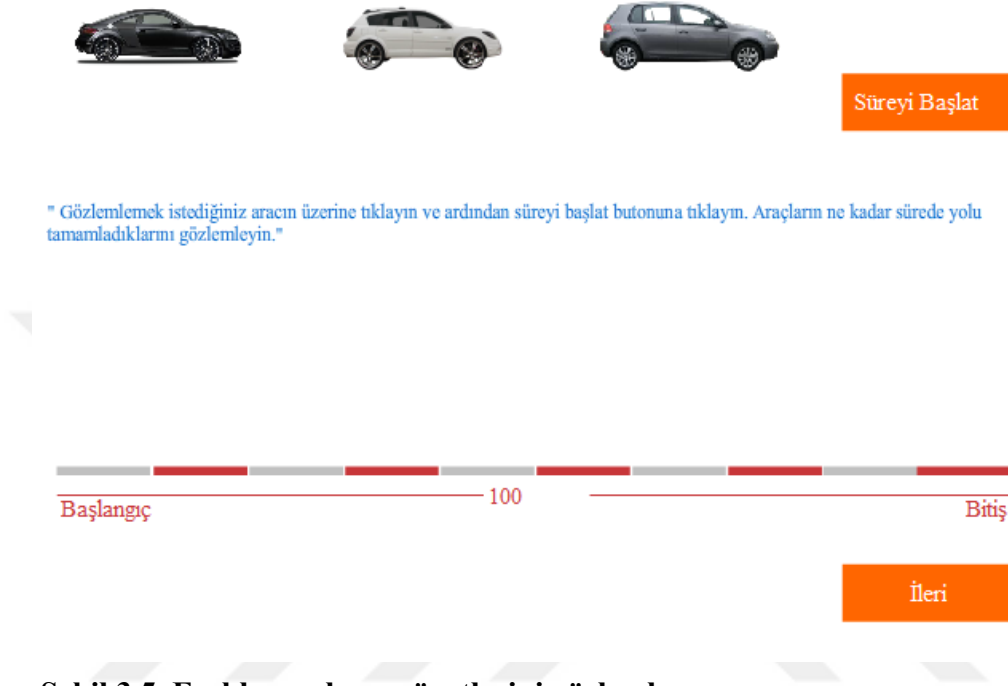 Süreyi Başlat
" Gözlemlemek istediğiniz aracın üzerine tıklayın ve ardından süreyi başlat butonuna tıklayın. Araçların ne kadar sürede yolu
tamamladıklarını gözlemleyin."
100
Başlangıç
Bitiş
İleri